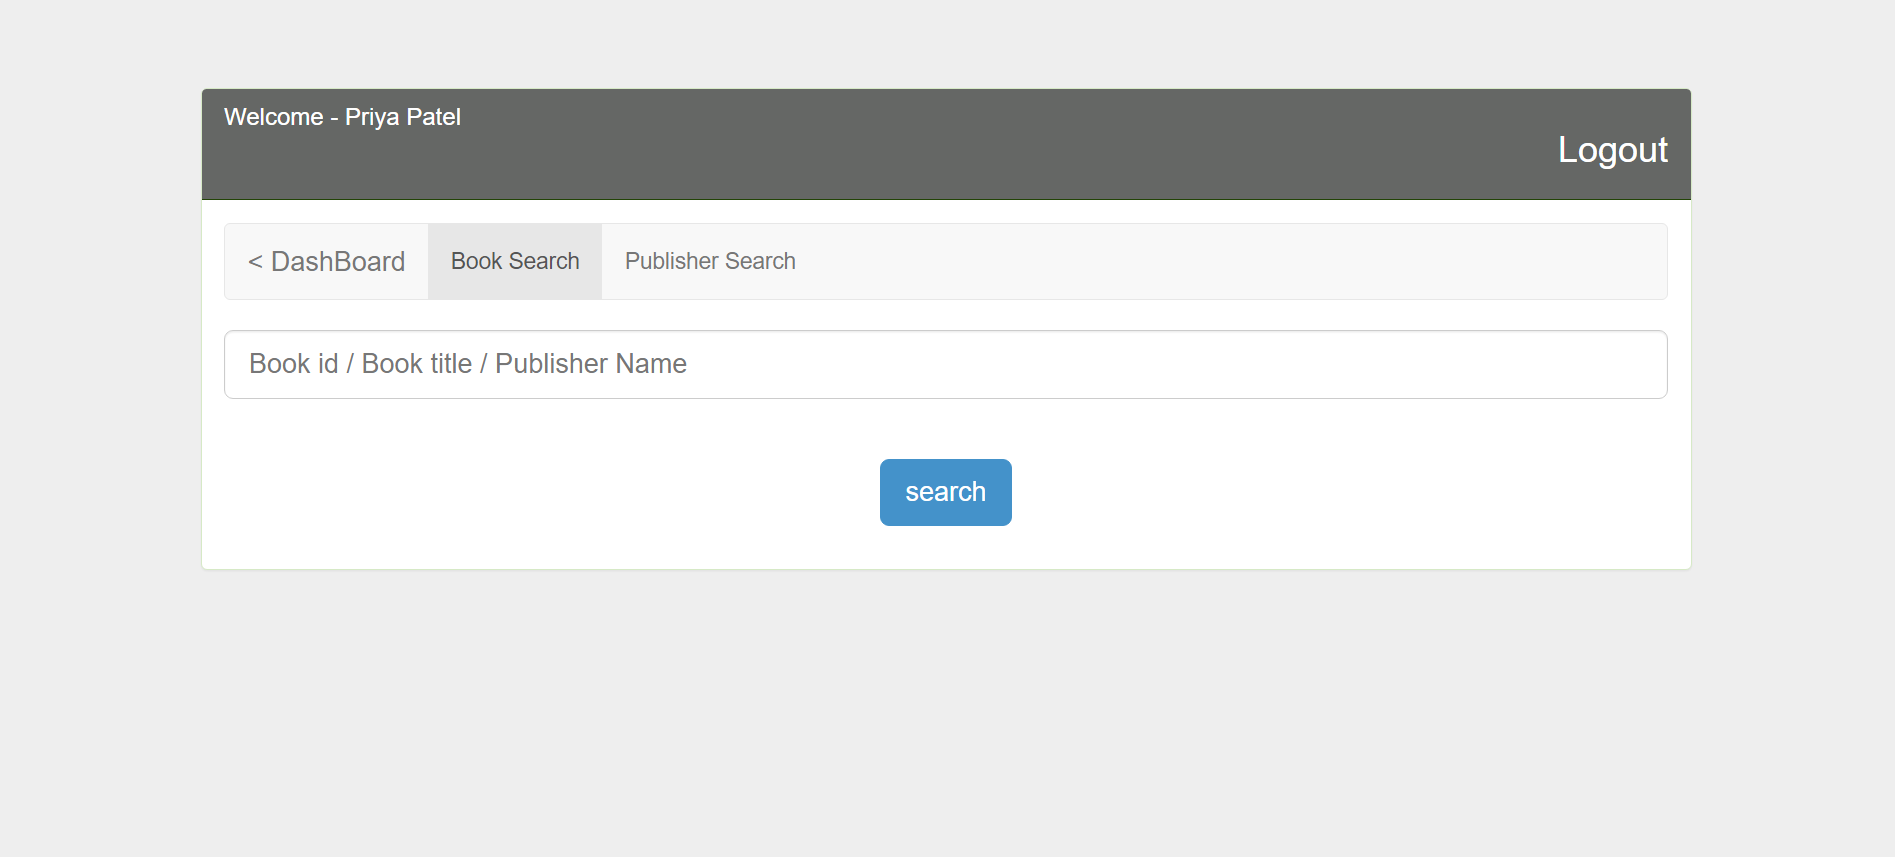 Welcome - Priya Patel
Logout
< DashBoard Book Search Publisher Search
Book id / Book title / Publisher Name
search